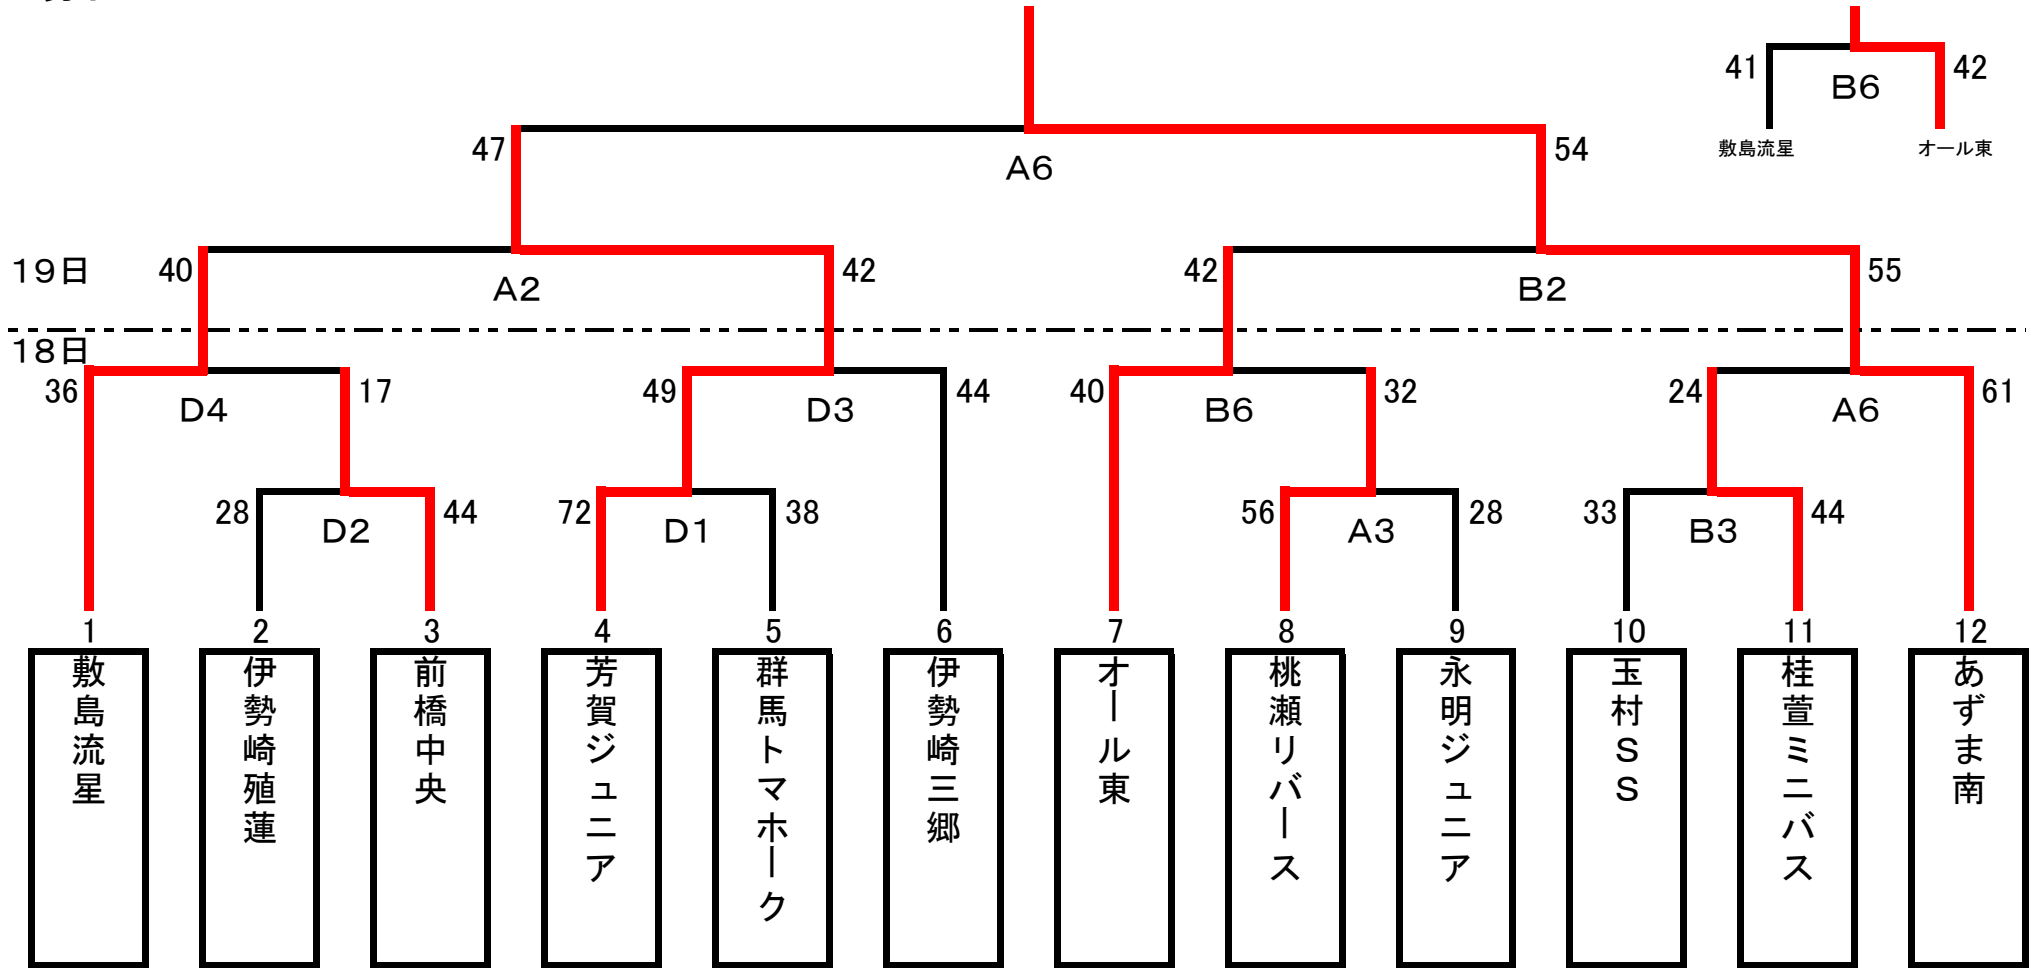 41
42
B6
敷島流星
オール東
47
54
A6
19日
40
42
42
55
A2
B2
18日
36
17
49
44
40
32
24
61
D4
D3
B6
A6
28
44
72
38
56
28
33
44
D2
D1
A3
B3
1
2
3
4
5
6
7
8
9
10
11
12
敷島流星
伊勢崎殖蓮
前橋中央
芳賀ジュニア
群馬トマホーク
伊勢崎三郷
オール東
桃瀬リバース
永明ジュニア
玉村SS
桂萱ミニバス
あずま南